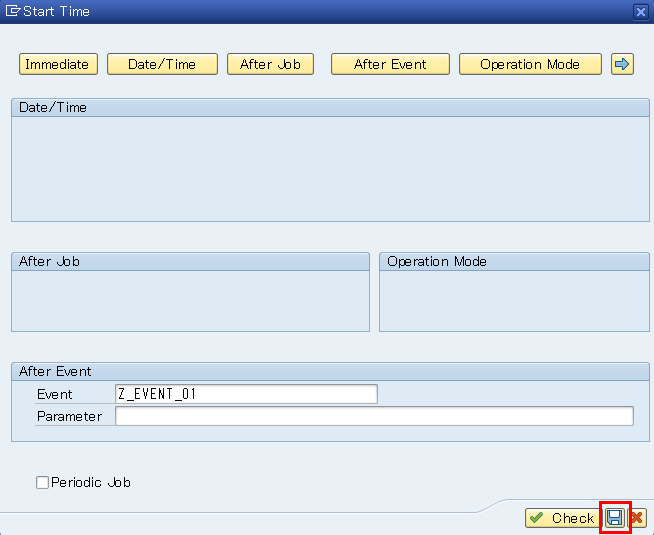 Start Time
Immediate Date/Time After Job After Event Operation Mode
Date/Time
After Job Operation Mode
After Event
Event Z_EVENT_01
Parameter
Periodic Job
Check